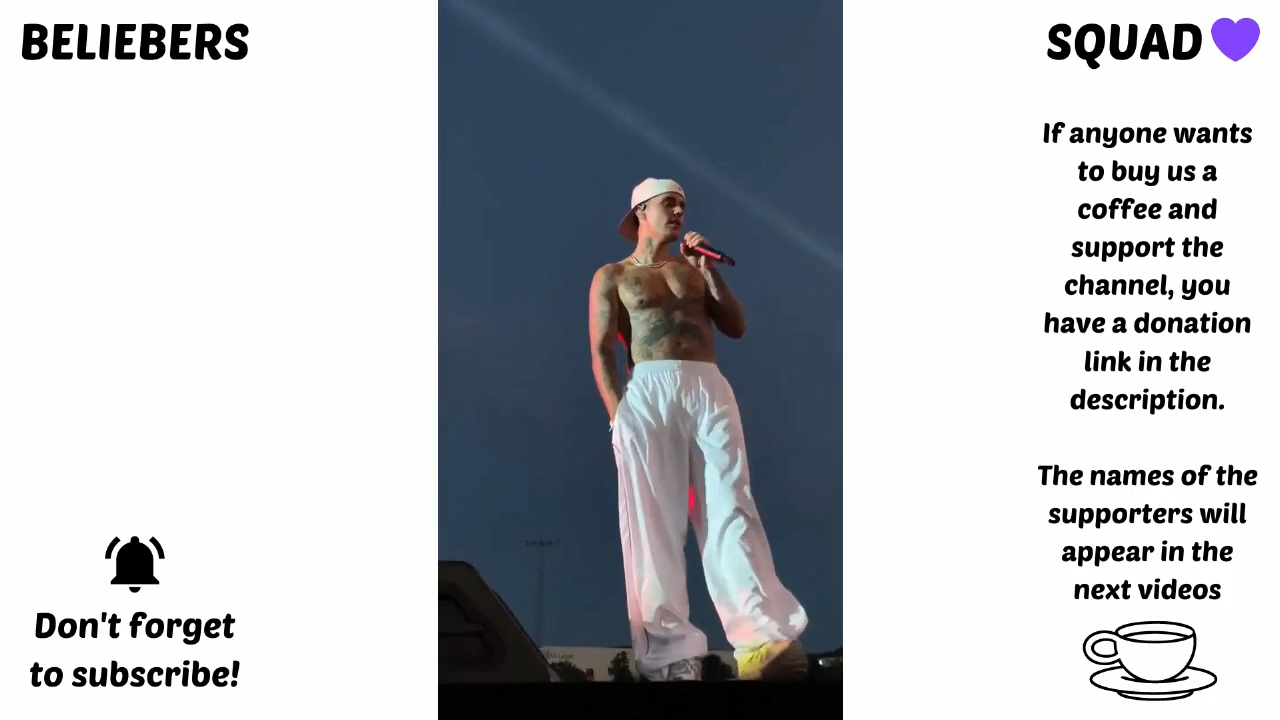 BELIEBERS
SQUAD
If anyone wants
to buy us a
coffee and
support the
channel, you
have a donation
link in the
description.
The names of the
supporters will
appear in the
next videos
Don't forget
to subscribe!